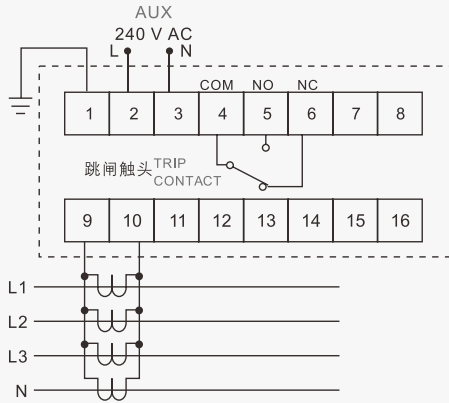 AUX
240 V AC
L N
COM NO NC
1 2 3 4 5 6 7 8
跳闸触头 TRIP
CONTACT
9 10 11 12 13 14 15 16
L1
L2
L3
N